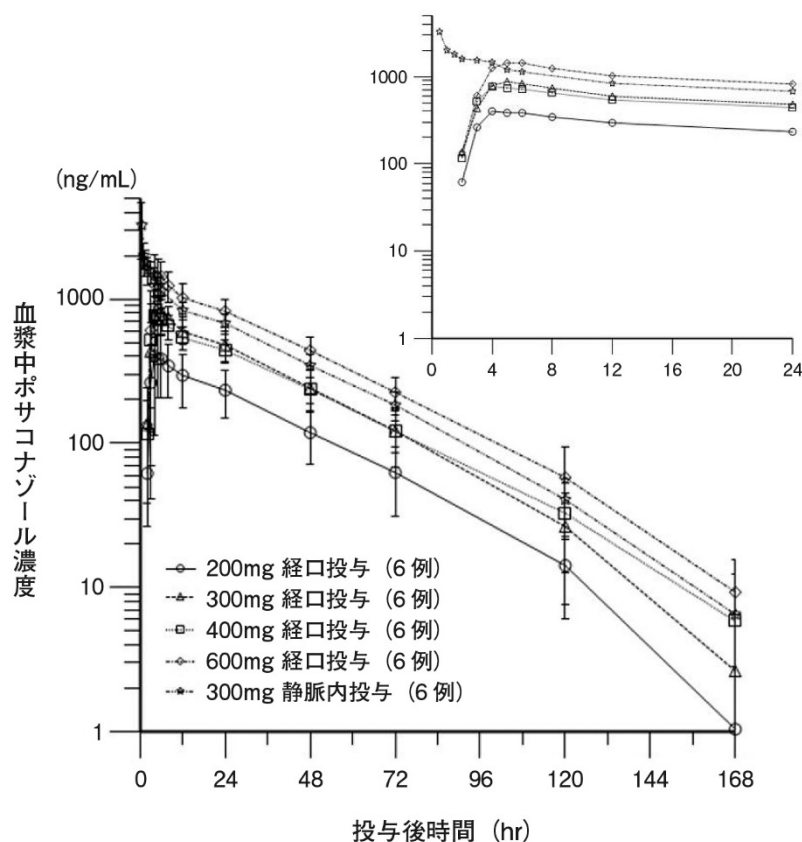 1000
100
10
1
0 4 8 12 16 20 24
(ng/mL)
1000
100
10
1
血漿中ポサコナゾール濃度
200mg 経口投与（6 例）
300mg 経口投与（6 例）
400mg 経口投与（6 例）
600mg 経口投与（6 例）
300mg 静脈内投与（6 例）
0 24 48 72 96 120 144 168
投与後時間 (hr)